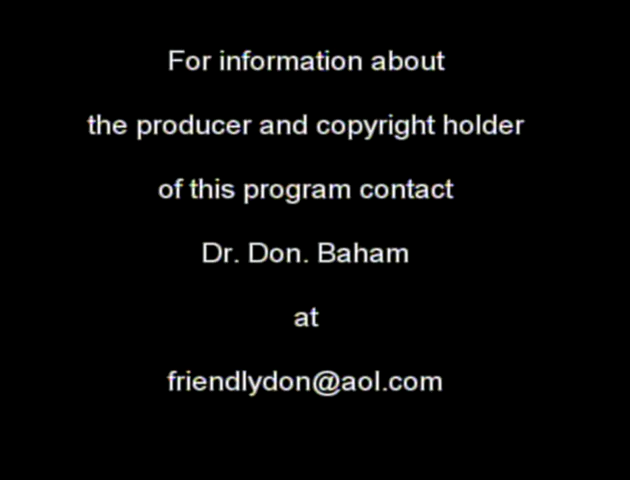 For information about
the producer and copyright holder
of this program contact
Dr. Don. Baham
at
friendlydon@aol.com